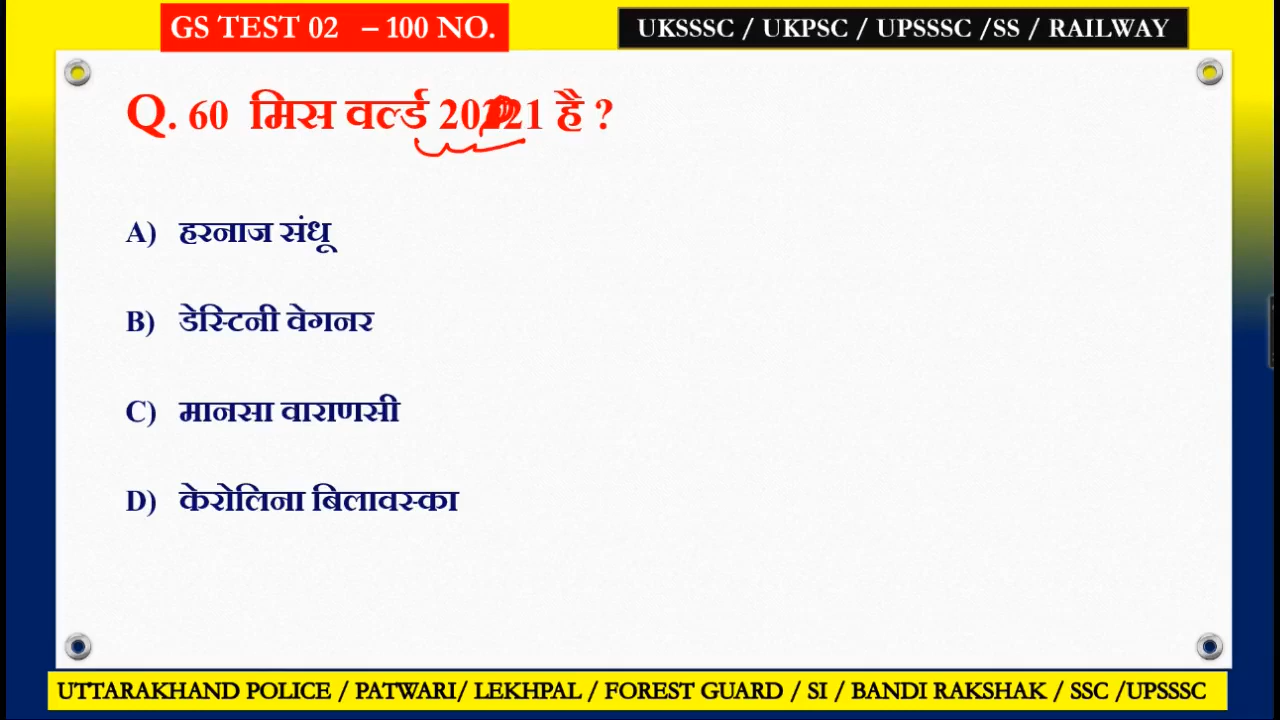 GS TEST 02 – 100 NO.
UKSSSC / UKPSC / UPSSSC /SS / RAILWAY
Q. 60 मिस वर्ल्ड 2021 है ?
A) हरनाज संधू
B) डेस्टिनी वेगनर
C) मानसा वाराणसी
D) केरोलिना बिलावस्का
UTTARAKHAND POLICE / PATWARI/ LEKHPAL / FOREST GUARD / SI / BANDI RAKSHAK / SSC /UPSSSC